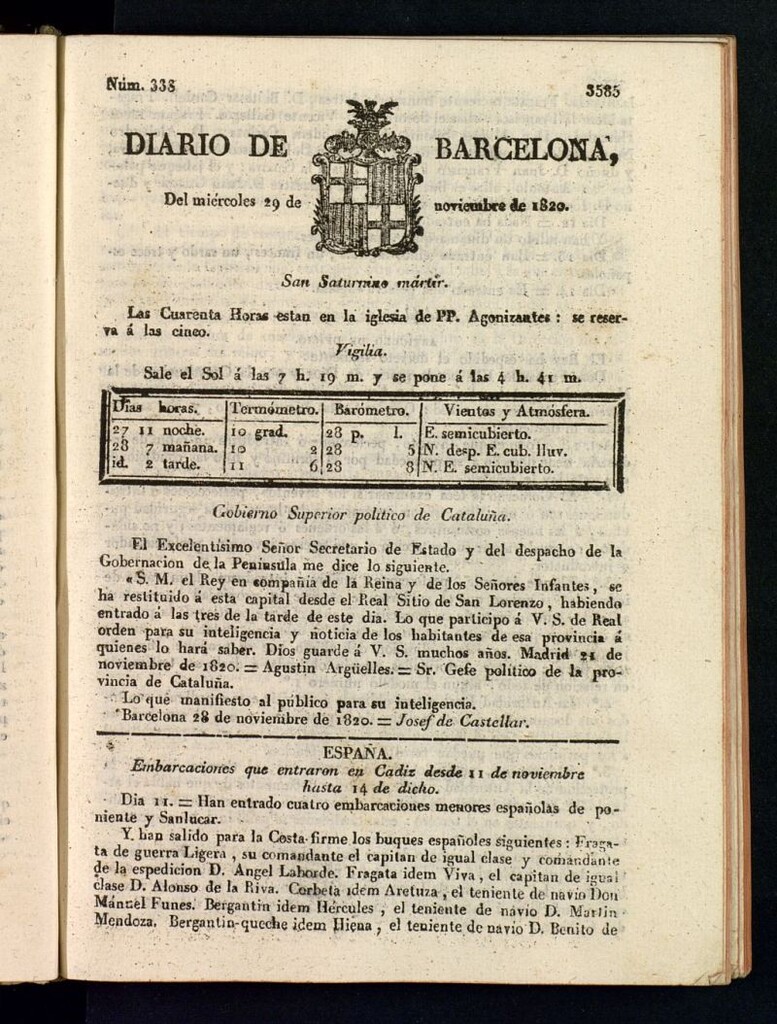 Núm. 338 3585
DIARIO DE BARCELONA,
Del miércoles 29 de noviembre de 1820.
San Saturnino mártir.
Las Cuarenta Horas estan en la iglesia de PP. Agonizantes : se reser-
va á las cinco.
Vigilia.
Sale el Sol á las 7 h. 19 m. y se pone á las 4 h. 41 m.
Dias horas. Termómetro. Barómetro. Vientos y Atmósfera.
27 11 noche. 10 grad. 28 p. l. E. semicubierto.
28 7 mañana. 10 2 28 5 N. desp. E. cub. lluv.
id. 2 tarde. 11 6 28 8 N. E. semicubierto.
Gobierno Superior político de Cataluña.
El Excelentísimo Señor Secretario de Estado y del despacho de la
Gobernacion de la Peninsula me dice lo siguiente.
«S. M. el Rey en compañia de la Reina y de los Señores Infantes, se
ha restituido á esta capital desde el Real Sitio de San Lorenzo, habiendo
entrado á las tres de la tarde de este dia. Lo que participo á V. S. de Real
orden para su inteligencia y noticia de los habitantes de esa provincia á
quienes lo hará saber. Dios guarde á V. S. muchos años. Madrid 21 de
noviembre de 1820. = Agustin Argüelles. = Sr. Gefe político de la pro-
vincia de Cataluña.
Lo que manifiesto al público para su inteligencia.
Barcelona 28 de noviembre de 1820. = Josef de Castellar.
ESPAÑA.
Embarcaciones que entraron en Cadiz desde 11 de noviembre
hasta 14 de dicho.
Dia 11. = Han entrado cuatro embarcaciones menores españolas de po-
niente y Sanlucar.
Y han salido para la Costa-firme los buques españoles siguientes : Fraga-
ta de guerra Ligera, su comandante el capitan de igual clase y comandante
de la espedicion D. Angel Laborde. Fragata idem Viva, el capitan de igual
clase D. Alonso de la Riva. Corbeta idem Aretuza, el teniente de navio Don
Manuel Funes. Bergantin idem Hércules, el teniente de navio D. Martin
Mendoza. Bergantin-queche idem Hiena, el teniente de navio D. Benito de